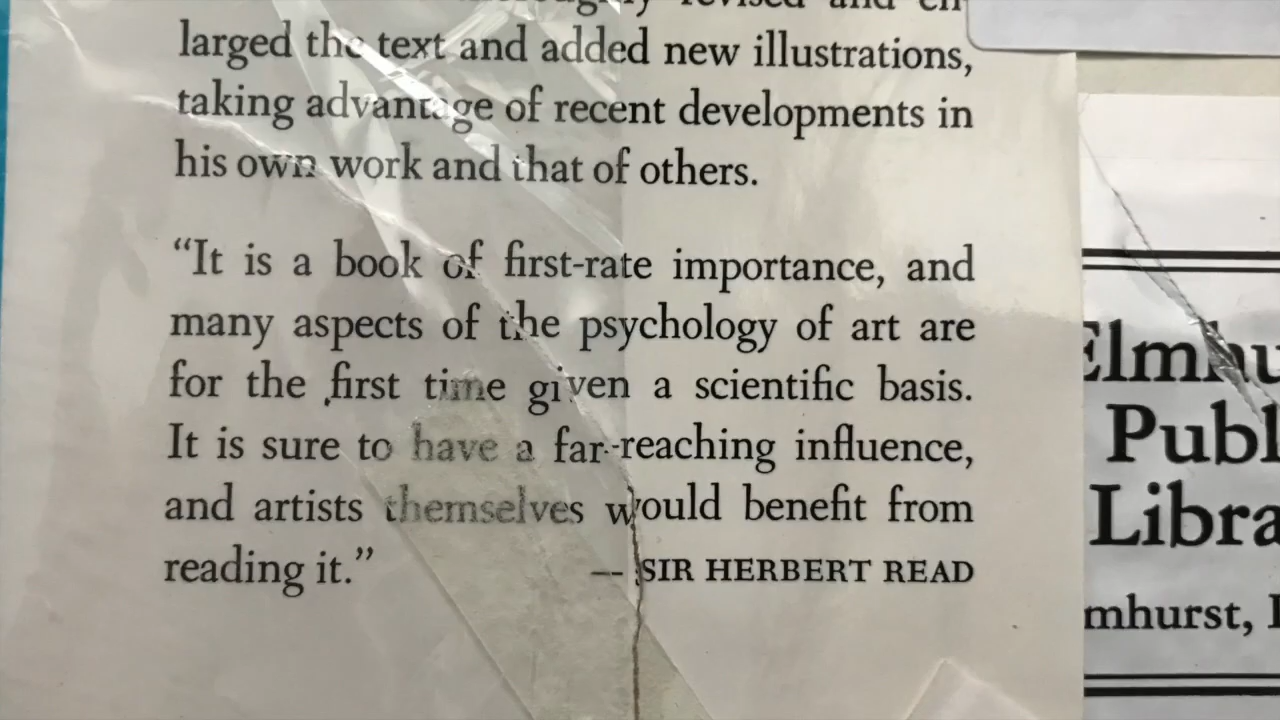 revised and en-
larged the text and added new illustrations,
taking advantage of recent developments in
his own work and that of others.
“It is a book of first-rate importance, and
many aspects of the psychology of art are
for the first time given a scientific basis.
It is sure to have a far-reaching influence,
and artists themselves would benefit from
reading it.”
— SIR HERBERT READ
Elmhu
Publ
Libra
mhurst, I